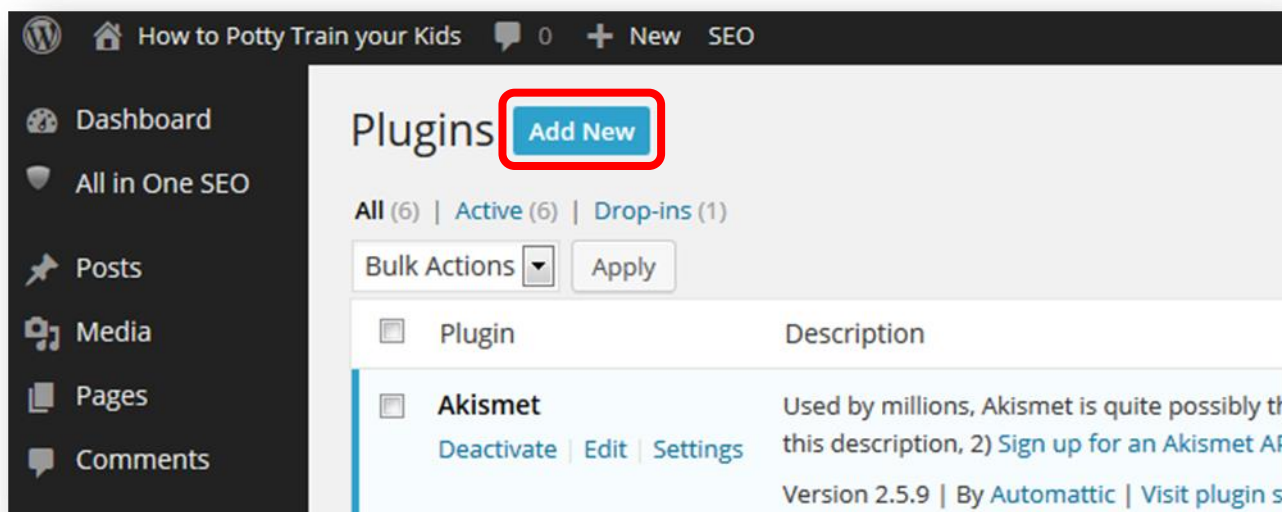 How to Potty Train your Kids 0 New SEO
Dashboard
All in One SEO
Posts
Media
Pages
Comments
Plugins Add New
All (6) | Active (6) | Drop-ins (1)
Bulk Actions Apply
Plugin Description
Akismet
Deactivate | Edit | Settings
Used by millions, Akismet is quite possibly th
this description, 2) Sign up for an Akismet AP
Version 2.5.9 | By Automattic | Visit plugin s